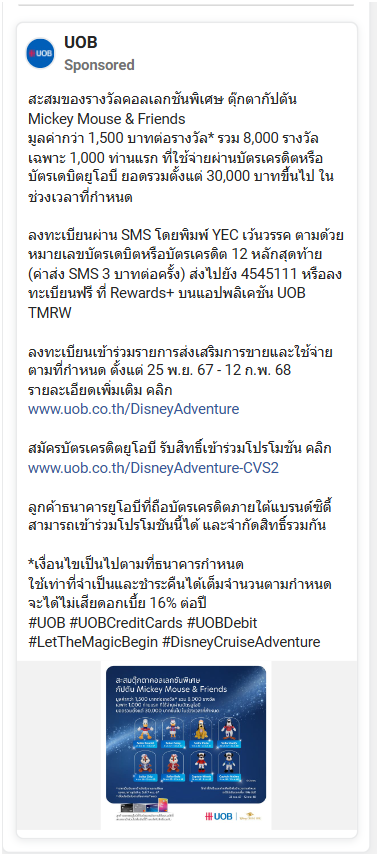 UOB
UOB
Sponsored
สะสมของรางวัลคอลเลกชันพิเศษ ตุ๊กตากัปตัน
Mickey Mouse & Friends
มูลค่ากว่า 1,500 บาทต่อรางวัล* รวม 8,000 รางวัล
เฉพาะ 1,000 ท่านแรก ที่ใช้จ่ายผ่านบัตรเครดิตหรือ
บัตรเดบิตยูโอบี ยอดรวมตั้งแต่ 30,000 บาทขึ้นไป ใน
ช่วงเวลาที่กำหนด
ลงทะเบียนผ่าน SMS โดยพิมพ์ YEC เว้นวรรค ตามด้วย
หมายเลขบัตรเดบิตหรือบัตรเครดิต 12 หลักสุดท้าย
(ค่าส่ง SMS 3 บาทต่อครั้ง) ส่งไปยัง 4545111 หรือลง
ทะเบียนฟรี ที่ Rewards+ บนแอปพลิเคชัน UOB
TMRW
ลงทะเบียนเข้าร่วมรายการส่งเสริมการขายและใช้จ่าย
ตามที่กำหนด ตั้งแต่ 25 พ.ย. 67 - 12 ก.พ. 68
รายละเอียดเพิ่มเติม คลิก
www.uob.co.th/DisneyAdventure
สมัครบัตรเครดิตยูโอบี รับสิทธิ์เข้าร่วมโปรโมชัน คลิก
www.uob.co.th/DisneyAdventure-CVS2
ลูกค้าธนาคารยูโอบีที่ถือบัตรเครดิตภายใต้แบรนด์ซิตี้
สามารถเข้าร่วมโปรโมชันนี้ได้ และจำกัดสิทธิ์รวมกัน
*เงื่อนไขเป็นไปตามที่ธนาคารกำหนด
ใช้เท่าที่จำเป็นและชำระคืนได้เต็มจำนวนตามกำหนด
จะได้ไม่เสียดอกเบี้ย 16% ต่อปี
#UOB #UOBCreditCards #UOBDebit
#LetTheMagicBegin #DisneyCruiseAdventure
สะสมตุ๊กตาคอลเลกชันพิเศษ
กัปตัน Mickey Mouse & Friends
มูลค่ากว่า 1,500 บาทต่อรางวัล* รวม 8,000 รางวัล
UOB